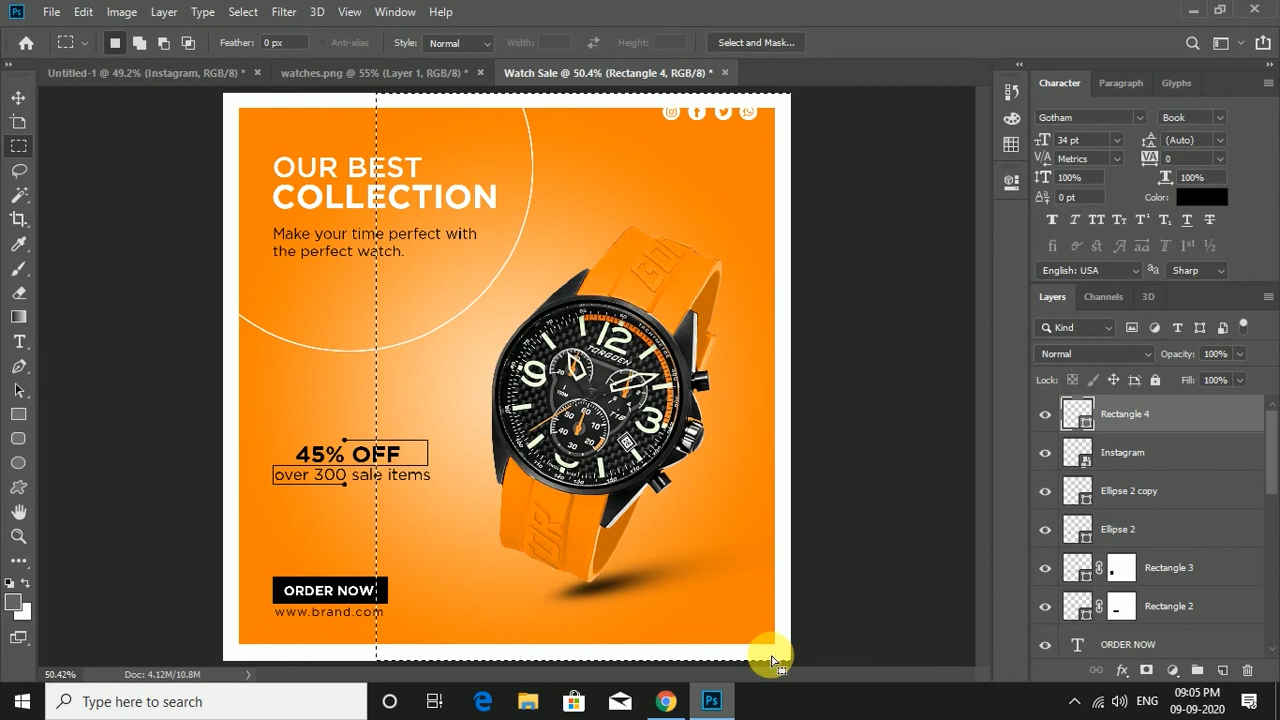 Ps File Edit Image Layer Type Select Filter 3D View Window Help
Feather: 0 px Anti-alias Style: Normal Width: Height: Select and Mask...
Untitled-1 @ 49.2% (Instagram, RGB/8) * × watches.png @ 55% (Layer 1, RGB/8) * × Watch Sale @ 50.4% (Rectangle 4, RGB/8) * ×
Character Paragraph Glyphs
Gotham Book
34 pt (Auto)
Metrics 0
100% 100%
0 pt Color:
English: USA Sharp
Layers Channels 3D
Kind
Normal Opacity: 100%
Lock: Fill: 100%
Rectangle 4
Instagram
Ellipse 2 copy
Ellipse 2
Rectangle 3
Rectangle 2
ORDER NOW
OUR BEST
COLLECTION
Make your time perfect with
the perfect watch.
45% OFF
over 300 sale items
ORDER NOW
www.brand.com
TORGOEN
12
9
3
T16
50.42% Doc: 4.12M/10.8M
Type here to search
ENG
09:05 PM
09-09-2020